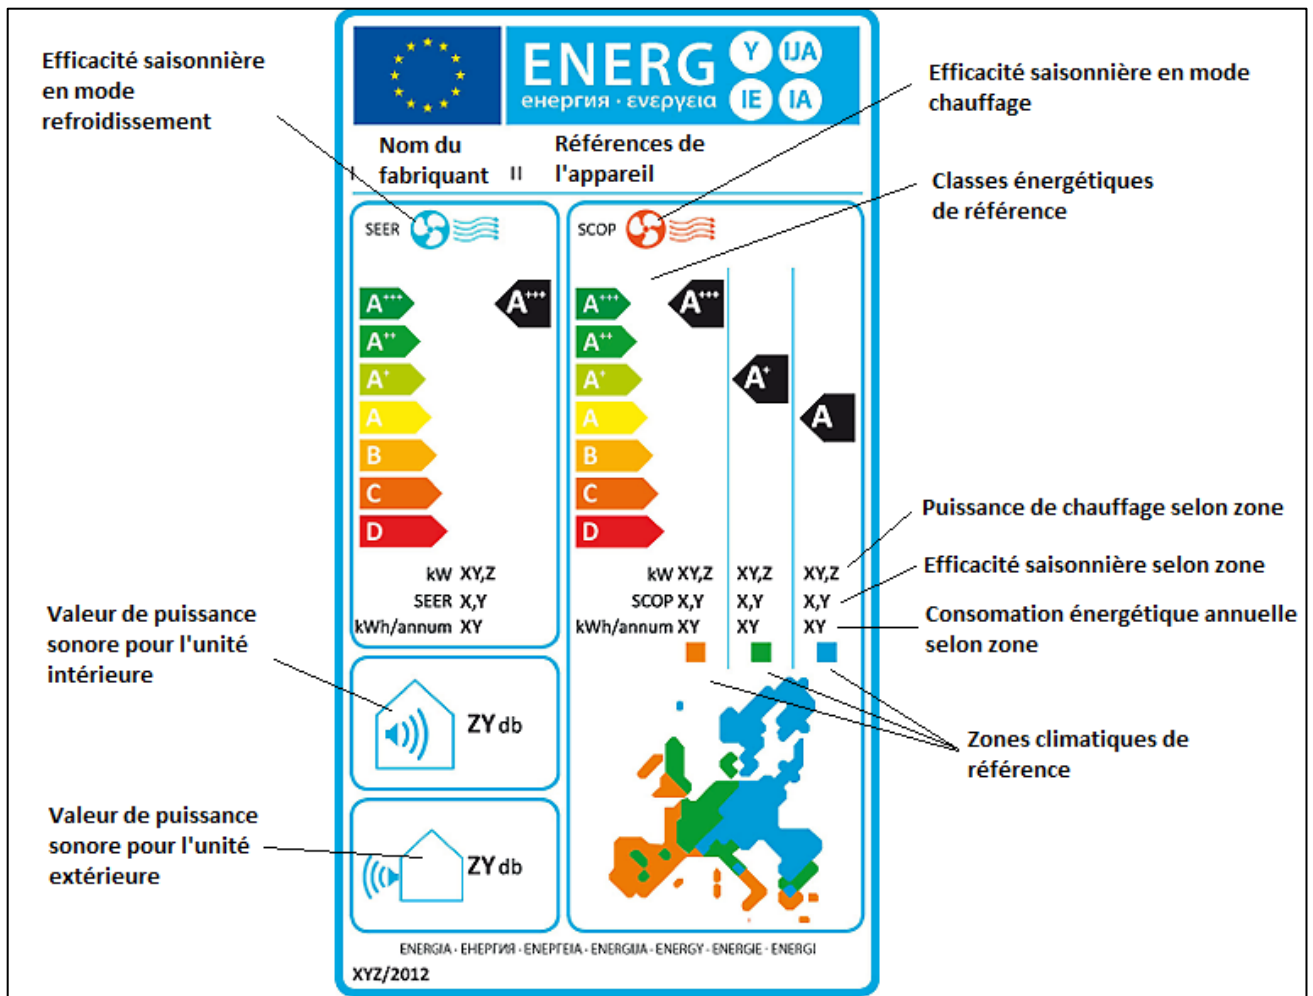 Efficacité saisonnière
en mode
refroidissement
ENERG
енергия · ενεργεια
Y
IJA
IE
IA
Efficacité saisonnière en mode
chauffage
Nom du
I fabriquant
II
Références de
l'appareil
Classes énergétiques
de référence
SEER
SCOP
A+++
A++
A+
A
B
C
D
A+++
A+++
A++
A+
A
B
C
D
A+++
A+
A
kW XY,Z
SEER X,Y
kWh/annum XY
kW XY,Z XY,Z XY,Z
SCOP X,Y X,Y X,Y
kWh/annum XY XY XY
Puissance de chauffage selon zone
Efficacité saisonnière selon zone
Consomation énergétique annuelle
selon zone
Valeur de puissance
sonore pour l'unité
intérieure
ZY db
Zones climatiques de
référence
Valeur de puissance
sonore pour l'unité
extérieure
ZY db
ENERGIA · ЕНЕРГИЯ · ΕΝΕΡΓΕΙΑ · ENERGIJA · ENERGY · ENERGIE · ENERGI
XYZ/2012